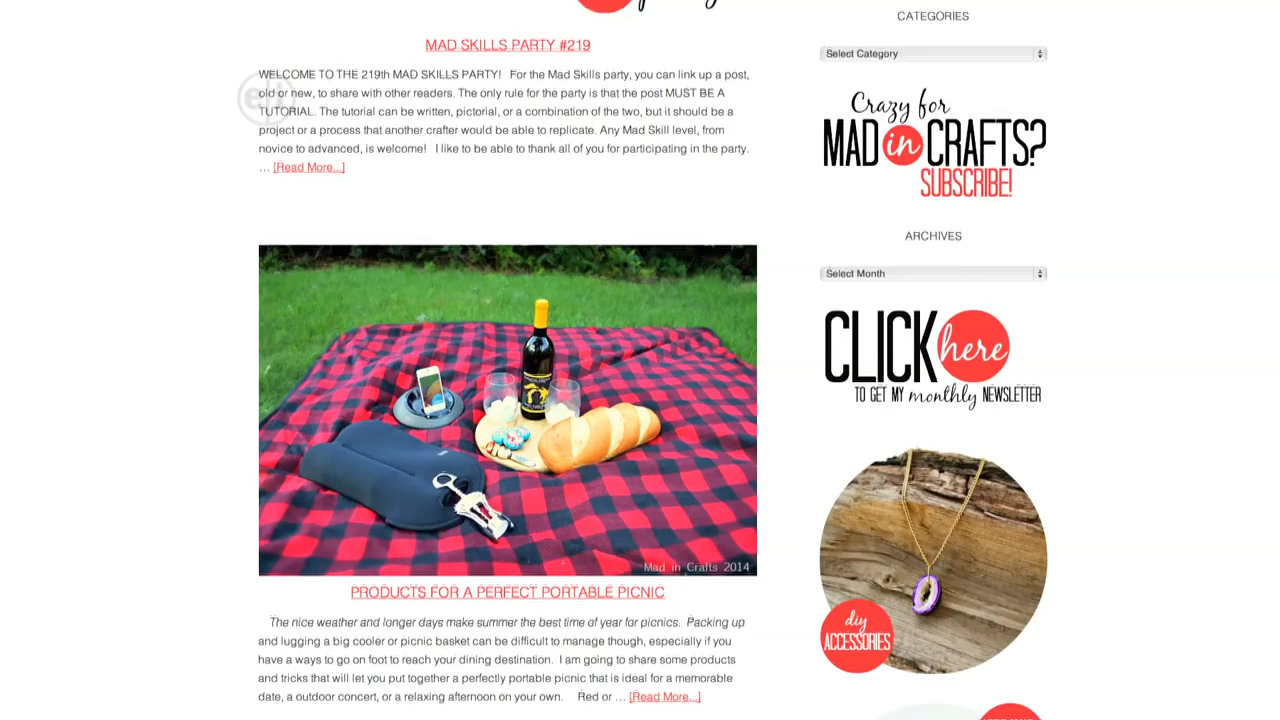 MAD SKILLS PARTY #219
WELCOME TO THE 219th MAD SKILLS PARTY! For the Mad Skills party, you can link up a post,
old or new, to share with other readers. The only rule for the party is that the post MUST BE A
TUTORIAL. The tutorial can be written, pictorial, or a combination of the two, but it should be a
project or a process that another crafter would be able to replicate. Any Mad Skill level, from
novice to advanced, is welcome! I like to be able to thank all of you for participating in the party.
… [Read More...]
Mad in Crafts 2014
PRODUCTS FOR A PERFECT PORTABLE PICNIC
The nice weather and longer days make summer the best time of year for picnics. Packing up
and lugging a big cooler or picnic basket can be difficult to manage though, especially if you
have a ways to go on foot to reach your dining destination. I am going to share some products
and tricks that will let you put together a perfectly portable picnic that is ideal for a memorable
date, a outdoor concert, or a relaxing afternoon on your own. Red or … [Read More...]
CATEGORIES
Select Category
Crazy for
MAD in CRAFTS?
SUBSCRIBE!
ARCHIVES
Select Month
CLICK here
TO GET MY monthly NEWSLETTER
diy
ACCESSORIES